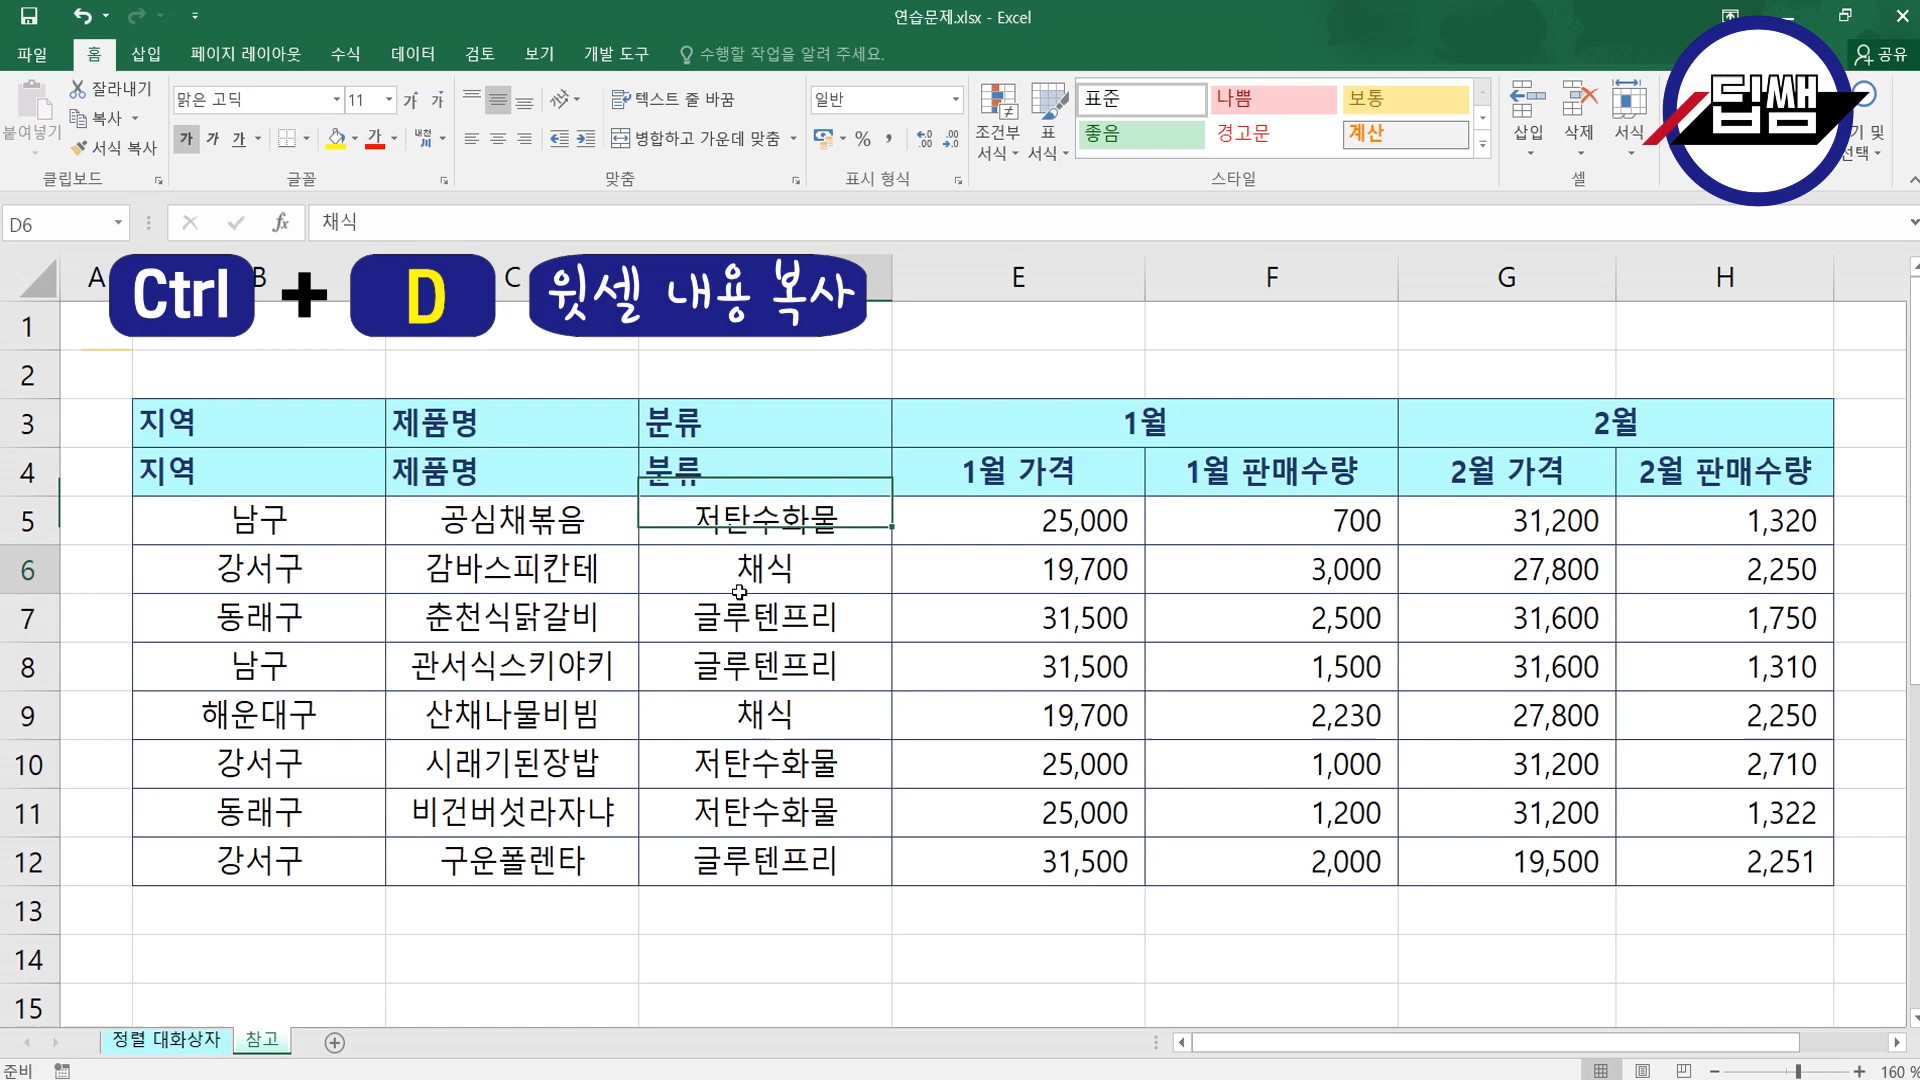 연습문제.xlsx - Excel
파일 홈 삽입 페이지 레이아웃 수식 데이터 검토 보기 개발 도구 수행할 작업을 알려 주세요. 공유
붙여넣기 잘라내기 복사 서식 복사 클립보드
맑은 고딕 11 가 가 가 가 가 가 내천 글꼴
텍스트 줄 바꿈 병합하고 가운데 맞춤 맞춤
일반 % , 표시 형식
조건부 서식 표 서식 표준 나쁨 보통 좋음 경고문 계산 스타일
삽입 삭제 서식 셀
딥쌤
기 및
선택
D6 fx 채식
Ctrl + D 윗셀 내용 복사
A B C E F G H
1
2
3 지역 제품명 분류 1월 2월
4 지역 제품명 분류 1월 가격 1월 판매수량 2월 가격 2월 판매수량
5 남구 공심채볶음 저탄수화물 25,000 700 31,200 1,320
6 강서구 감바스피칸테 채식 19,700 3,000 27,800 2,250
7 동래구 춘천식닭갈비 글루텐프리 31,500 2,500 31,600 1,750
8 남구 관서식스키야키 글루텐프리 31,500 1,500 31,600 1,310
9 해운대구 산채나물비빔 채식 19,700 2,230 27,800 2,250
10 강서구 시래기된장밥 저탄수화물 25,000 1,000 31,200 2,710
11 동래구 비건버섯라자냐 저탄수화물 25,000 1,200 31,200 1,322
12 강서구 구운폴렌타 글루텐프리 31,500 2,000 19,500 2,251
13
14
15
정렬 대화상자 참고
준비 160 %